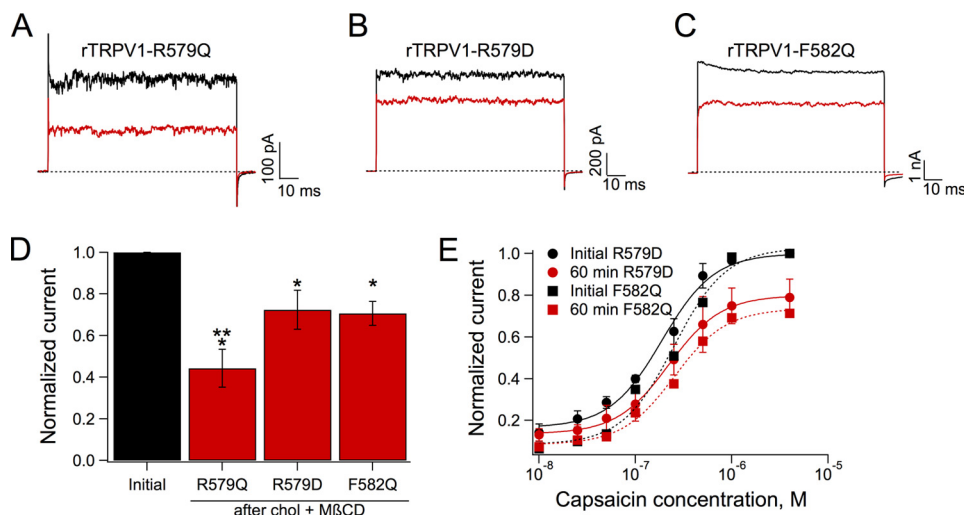 A
rTRPV1-R579Q
100 pA
10 ms
B
rTRPV1-R579D
200 pA
10 ms
C
rTRPV1-F582Q
1 nA
10 ms
D
Normalized current
1.0
0.8
0.6
0.4
0.2
0.0
**
*
*
*
Initial
R579Q
R579D
F582Q
after chol + MßCD
E
Normalized current
1.0
0.8
0.6
0.4
0.2
Initial R579D
60 min R579D
Initial F582Q
60 min F582Q
10⁻⁸
10⁻⁷
10⁻⁶
10⁻⁵
Capsaicin concentration, M